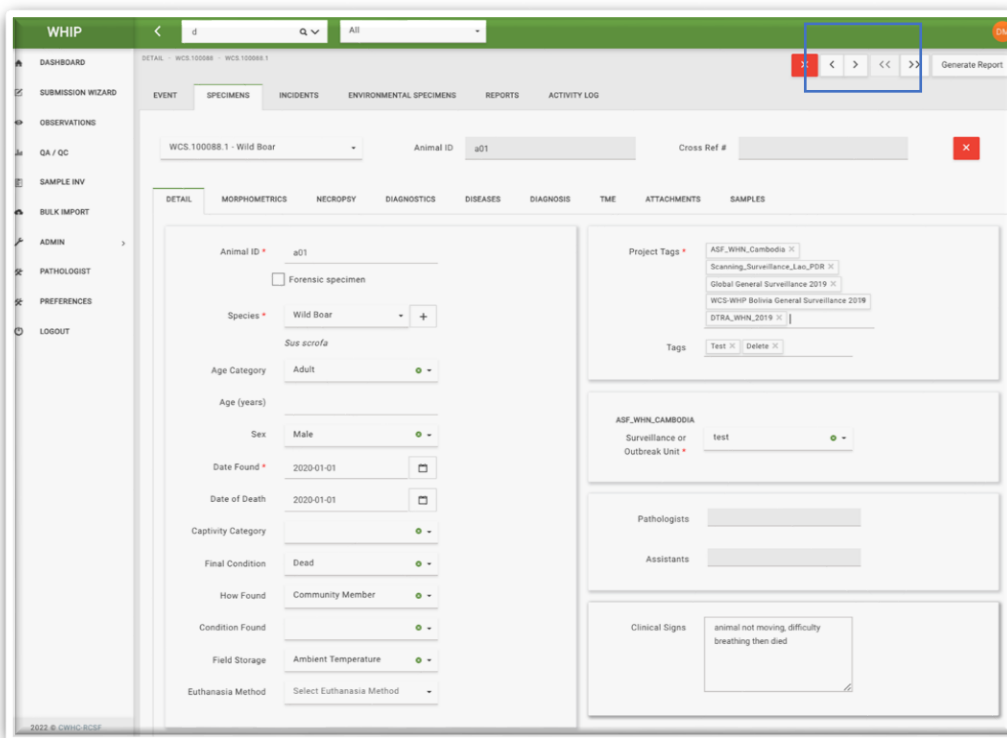 WHIP
d
All
DM
DASHBOARD
SUBMISSION WIZARD
OBSERVATIONS
QA / QC
SAMPLE INV
BULK IMPORT
ADMIN
PATHOLOGIST
PREFERENCES
LOGOUT
2022 © CWHC-RCSF
DETAIL - WCS.100088 - WCS.100088.1
< > << >> Generate Report
EVENT SPECIMENS INCIDENTS ENVIRONMENTAL SPECIMENS REPORTS ACTIVITY LOG
WCS.100088.1 - Wild Boar Animal ID a01 Cross Ref #
DETAIL MORPHOMETRICS NECROPSY DIAGNOSTICS DISEASES DIAGNOSIS TME ATTACHMENTS SAMPLES
Animal ID * a01
Forensic specimen
Species * Wild Boar +
Sus scrofa
Age Category Adult
Age (years)
Sex Male
Date Found * 2020-01-01
Date of Death 2020-01-01
Captivity Category
Final Condition Dead
How Found Community Member
Condition Found
Field Storage Ambient Temperature
Euthanasia Method Select Euthanasia Method
Project Tags * ASF_WHN_Cambodia ×
Scanning_Surveillance_Lao_PDR ×
Global General Surveillance 2019 ×
WCS-WHP Bolivia General Surveillance 2019
DTRA_WHN_2019 ×
Tags Test × Delete ×
ASF_WHN_CAMBODIA
Surveillance or test
Outbreak Unit *
Pathologists
Assistants
Clinical Signs animal not moving, difficulty
breathing then died